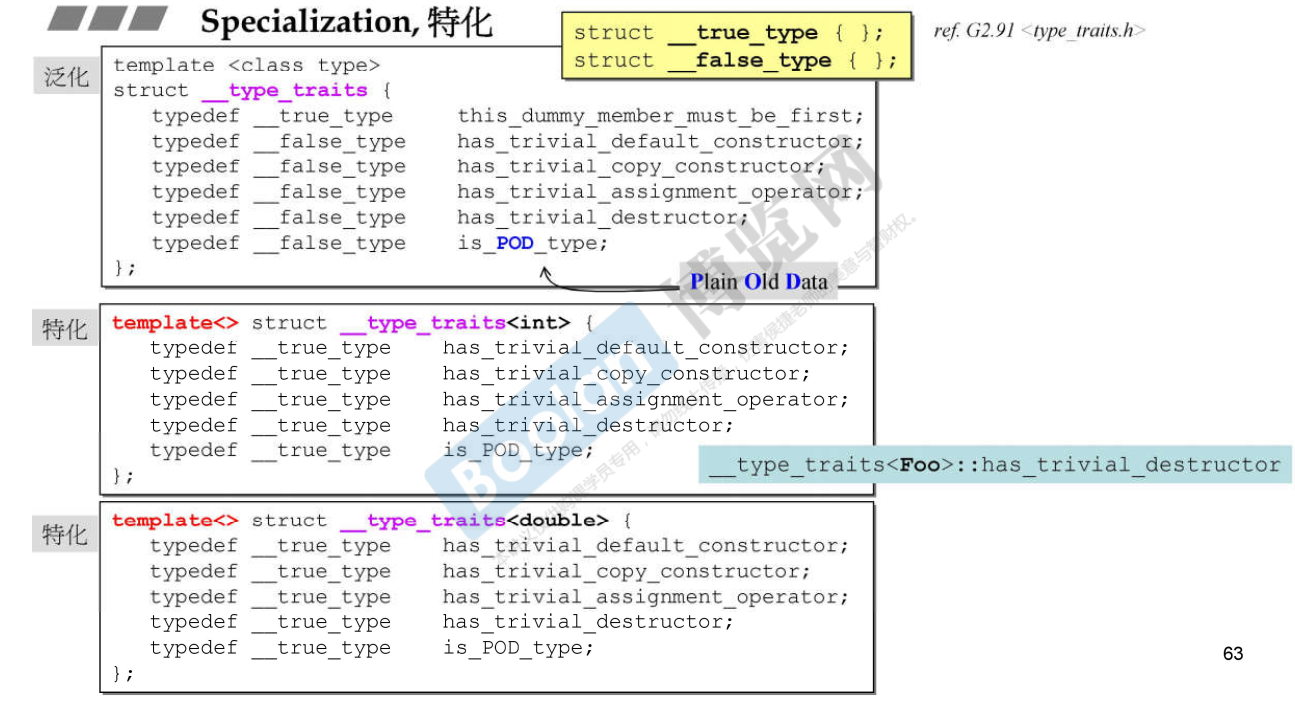 Specialization, 特化
struct __true_type { };
struct __false_type { };
ref. G2.91 <type_traits.h>
泛化
template <class type>
struct __type_traits {
typedef __true_type this_dummy_member_must_be_first;
typedef __false_type has_trivial_default_constructor;
typedef __false_type has_trivial_copy_constructor;
typedef __false_type has_trivial_assignment_operator;
typedef __false_type has_trivial_destructor;
typedef __false_type is_POD_type;
};
Plain Old Data
特化
template<> struct __type_traits<int> {
typedef __true_type has_trivial_default_constructor;
typedef __true_type has_trivial_copy_constructor;
typedef __true_type has_trivial_assignment_operator;
typedef __true_type has_trivial_destructor;
typedef __true_type is_POD_type;
};
__type_traits<Foo>::has_trivial_destructor
特化
template<> struct __type_traits<double> {
typedef __true_type has_trivial_default_constructor;
typedef __true_type has_trivial_copy_constructor;
typedef __true_type has_trivial_assignment_operator;
typedef __true_type has_trivial_destructor;
typedef __true_type is_POD_type;
};
63
Boolan 博览网